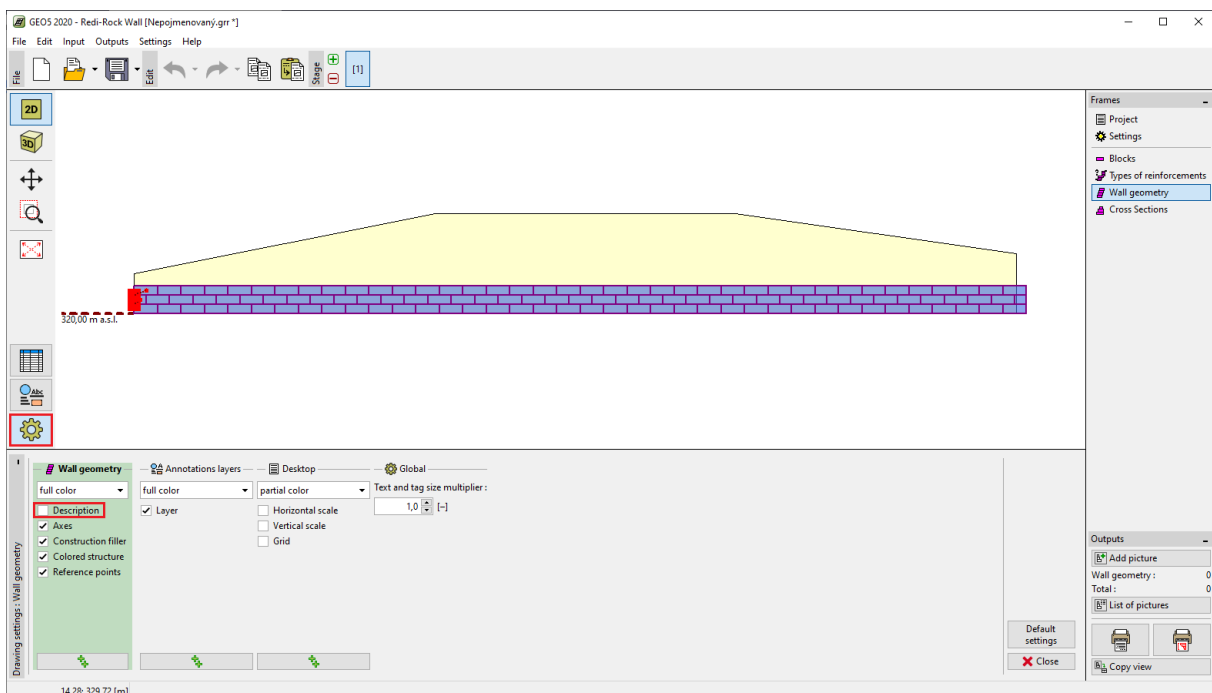 GEO5 2020 - Redi-Rock Wall [Nepojmenovaný.grr *]
File Edit Input Outputs Settings Help
File
Edit
Stage
[1]
2D
3D
Abc
320,00 m a.s.l.
Frames
Project
Settings
Blocks
Types of reinforcements
Wall geometry
Cross Sections
Drawing settings : Wall geometry
Wall geometry
full color
Description
Axes
Construction filler
Colored structure
Reference points
Annotations layers
full color
Layer
Desktop
partial color
Horizontal scale
Vertical scale
Grid
Global
Text and tag size multiplier :
1,0 [–]
Default
settings
Close
Outputs
Add picture
Wall geometry : 0
Total : 0
List of pictures
Copy view
14,28; 329,72 [m]